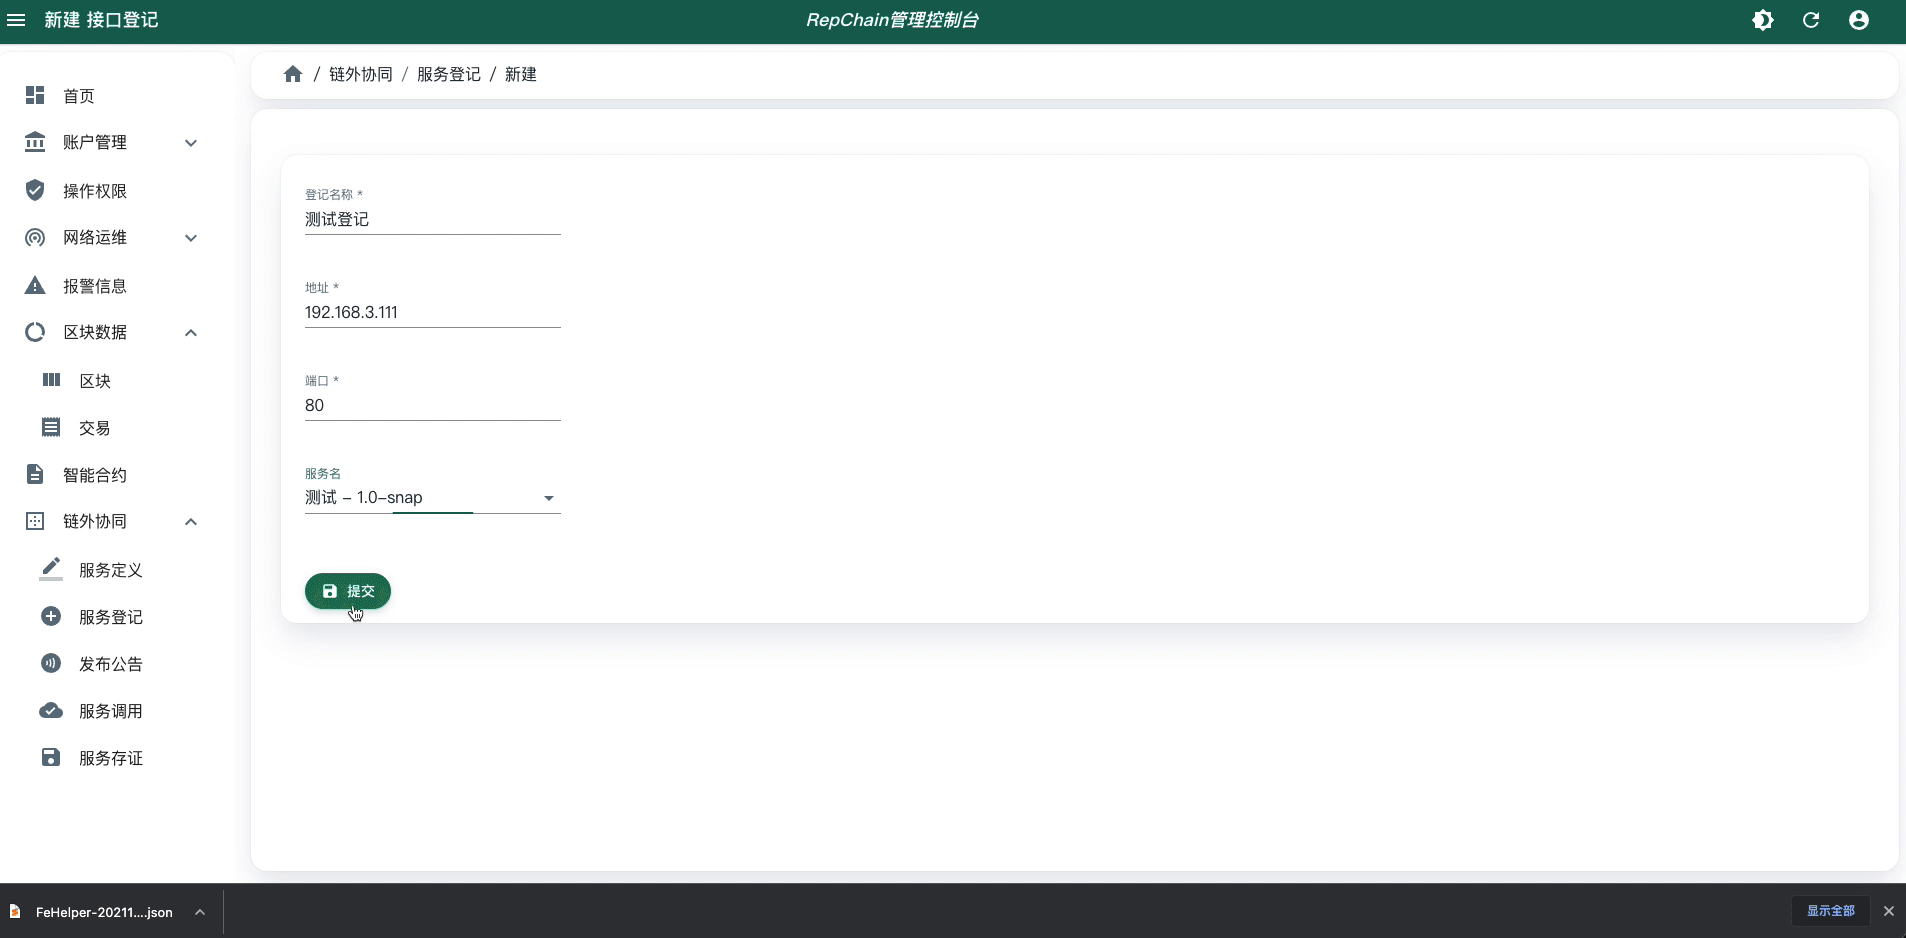 新建 接口登记
RepChain管理控制台
首页
账户管理
操作权限
网络运维
报警信息
区块数据
区块
交易
智能合约
链外协同
服务定义
服务登记
发布公告
服务调用
服务存证
/ 链外协同 / 服务登记 / 新建
登记名称 *
测试登记
地址 *
192.168.3.111
端口 *
80
服务名
测试 – 1.0–snap
提交
FeHelper-20211....json
显示全部